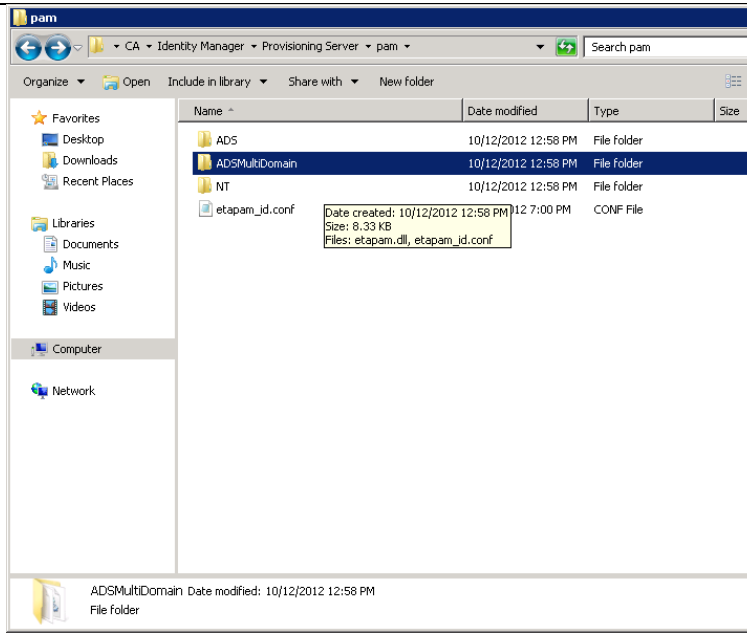 pam
CA Identity Manager Provisioning Server pam Search pam
Organize Open Include in library Share with New folder
Name Date modified Type Size
Favorites
Desktop
Downloads
Recent Places
Libraries
Documents
Music
Pictures
Videos
Computer
Network
ADS 10/12/2012 12:58 PM File folder
ADSMultiDomain 10/12/2012 12:58 PM File folder
NT 10/12/2012 12:58 PM File folder
etapam_id.conf 012 7:00 PM CONF File
Date created: 10/12/2012 12:58 PM
Size: 8.33 KB
Files: etapam.dll, etapam_id.conf
ADSMultiDomain Date modified: 10/12/2012 12:58 PM
File folder